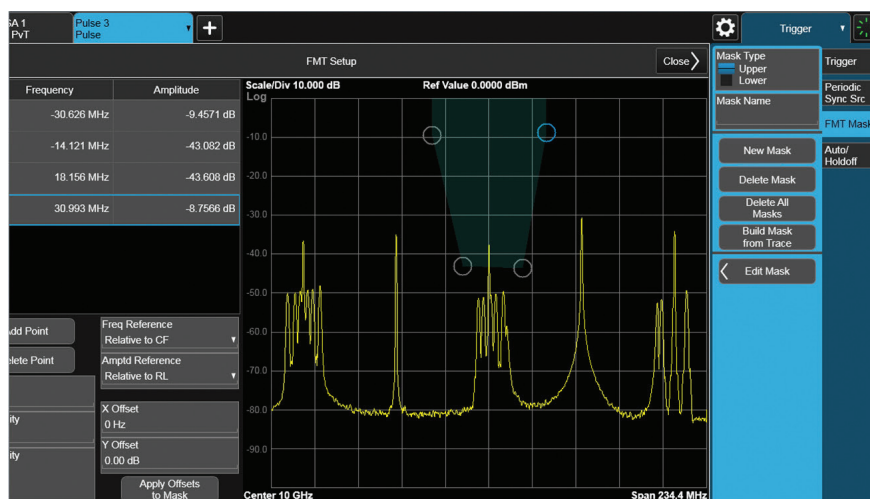 SA 1
PvT
Pulse 3
Pulse
+
Trigger
FMT Setup
Close
Frequency Amplitude
-30.626 MHz -9.4571 dB
-14.121 MHz -43.082 dB
18.156 MHz -43.608 dB
30.993 MHz -8.7566 dB
Scale/Div 10.000 dB
Ref Value 0.0000 dBm
Log
-10.0
-20.0
-30.0
-40.0
-50.0
-60.0
-70.0
-80.0
-90.0
Center 10 GHz
Span 234.4 MHz
Add Point
Delete Point
ity
ity
Freq Reference
Relative to CF
Amptd Reference
Relative to RL
X Offset
0 Hz
Y Offset
0.00 dB
Apply Offsets
to Mask
Mask Type
Upper
Lower
Mask Name
New Mask
Delete Mask
Delete All
Masks
Build Mask
from Trace
Edit Mask
Trigger
Periodic
Sync Src
FMT Mask
Auto/
Holdoff